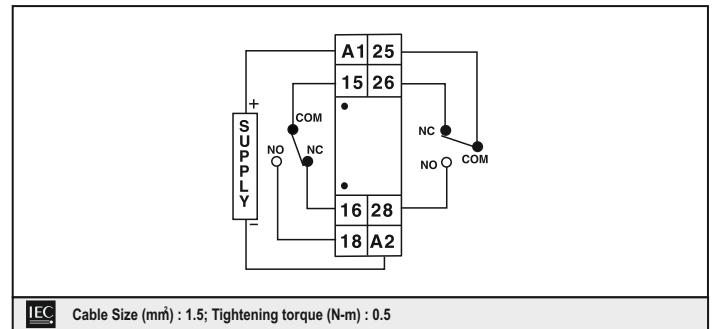 A1 25
15 26
+
SUPPLY
COM
NO NC
NC
NO COM
16 28
–
18 A2
IEC Cable Size (mm²) : 1.5; Tightening torque (N-m) : 0.5